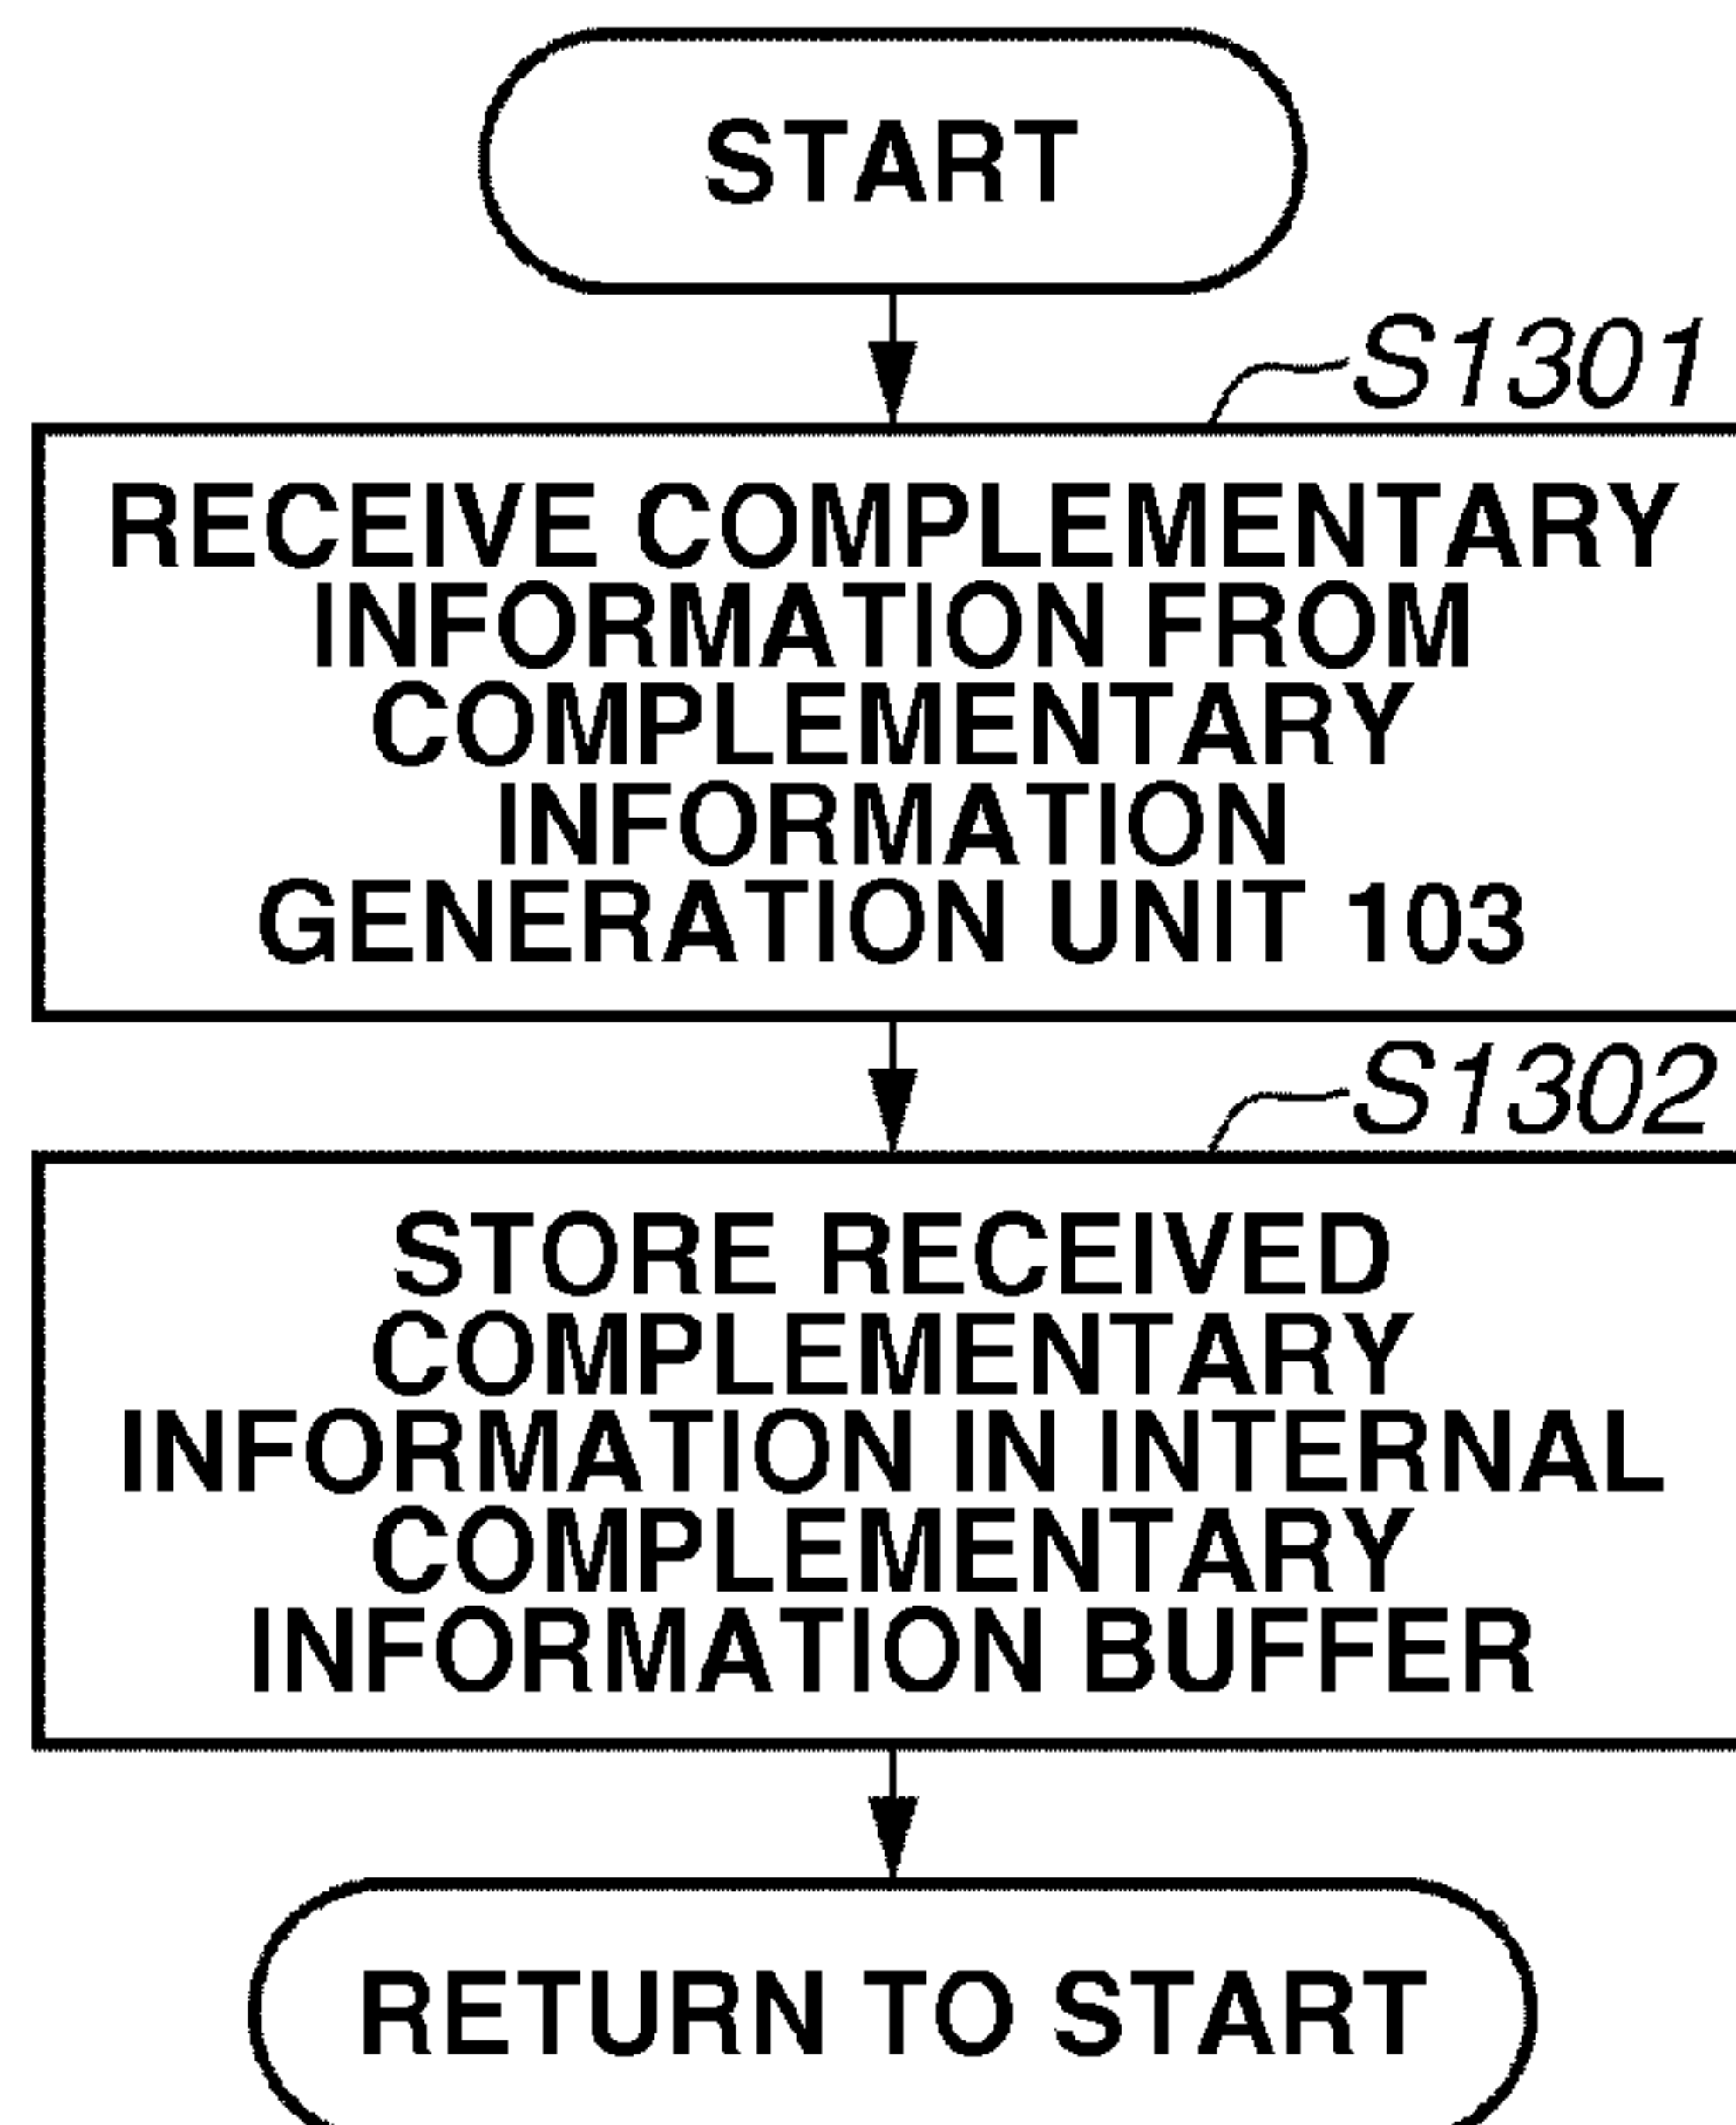 START
S1301
RECEIVE COMPLEMENTARY
INFORMATION FROM
COMPLEMENTARY
INFORMATION
GENERATION UNIT 103
S1302
STORE RECEIVED
COMPLEMENTARY
INFORMATION IN INTERNAL
COMPLEMENTARY
INFORMATION BUFFER
RETURN TO START